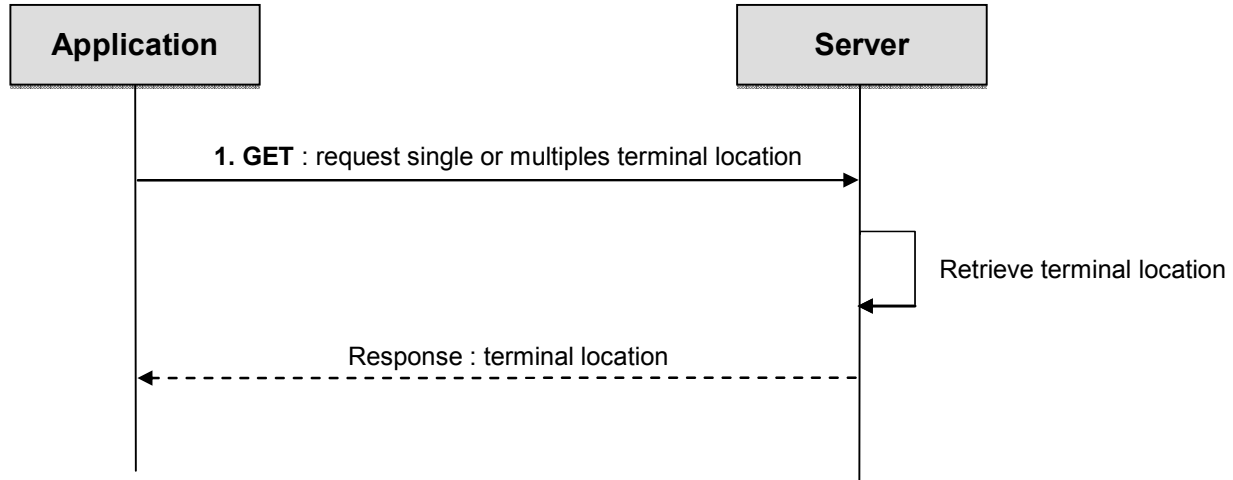 Application
Server
1. GET : request single or multiples terminal location
Retrieve terminal location
Response : terminal location